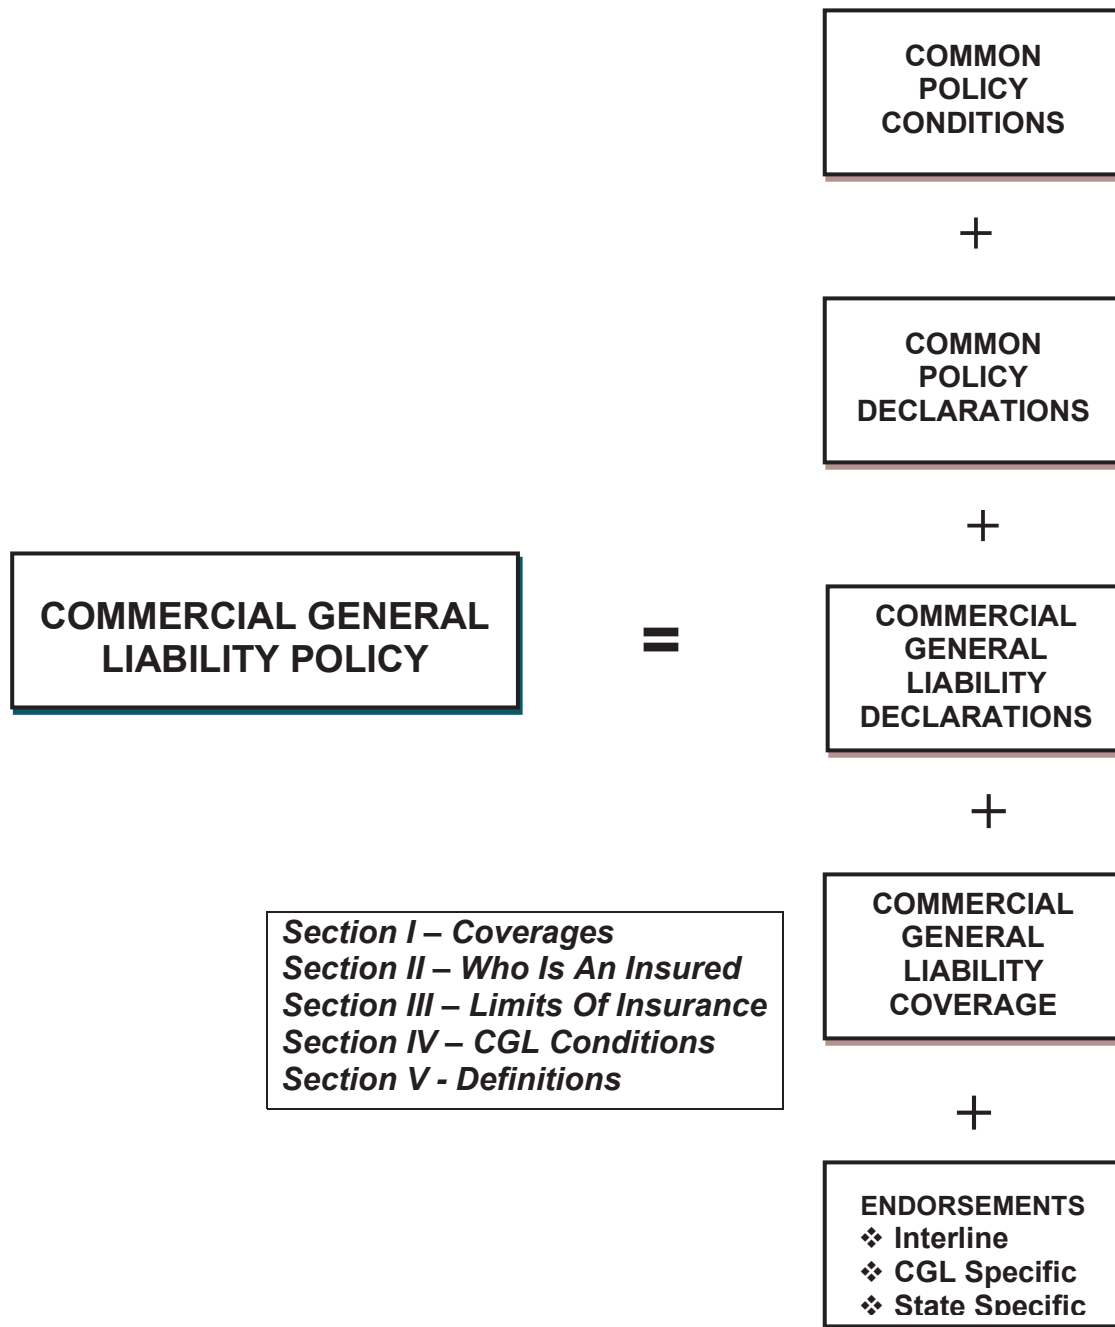 COMMON
POLICY
CONDITIONS
+
COMMON
POLICY
DECLARATIONS
+
COMMERCIAL GENERAL
LIABILITY POLICY
=
COMMERCIAL
GENERAL
LIABILITY
DECLARATIONS
+
Section I – Coverages
Section II – Who Is An Insured
Section III – Limits Of Insurance
Section IV – CGL Conditions
Section V - Definitions
COMMERCIAL
GENERAL
LIABILITY
COVERAGE
+
ENDORSEMENTS
❖ Interline
❖ CGL Specific
❖ State Specific